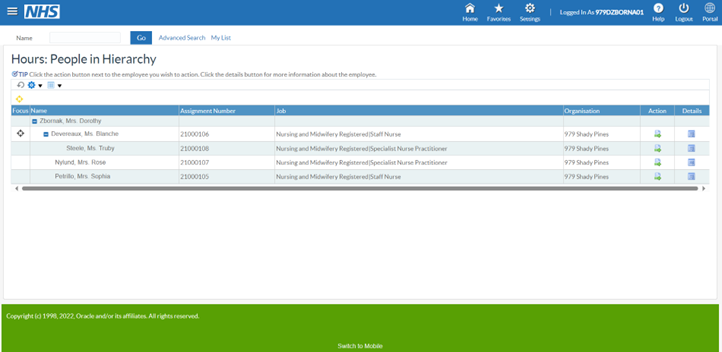 NHS
Home Favorites Settings Logged In As 979DZBORNA01 Help Logout Portal
Name Go Advanced Search My List
Hours: People in Hierarchy
TIP Click the action button next to the employee you wish to action. Click the details button for more information about the employee.
Focus Name Assignment Number Job Organisation Action Details
Zbornak, Mrs. Dorothy
Devereaux, Ms. Blanche 21000106 Nursing and Midwifery Registered|Staff Nurse 979 Shady Pines
Steele, Ms. Truby 21000108 Nursing and Midwifery Registered|Specialist Nurse Practitioner 979 Shady Pines
Nylund, Mrs. Rose 21000107 Nursing and Midwifery Registered|Specialist Nurse Practitioner 979 Shady Pines
Petrillo, Mrs. Sophia 21000105 Nursing and Midwifery Registered|Staff Nurse 979 Shady Pines
Copyright (c) 1998, 2022, Oracle and/or its affiliates. All rights reserved.
Switch to Mobile